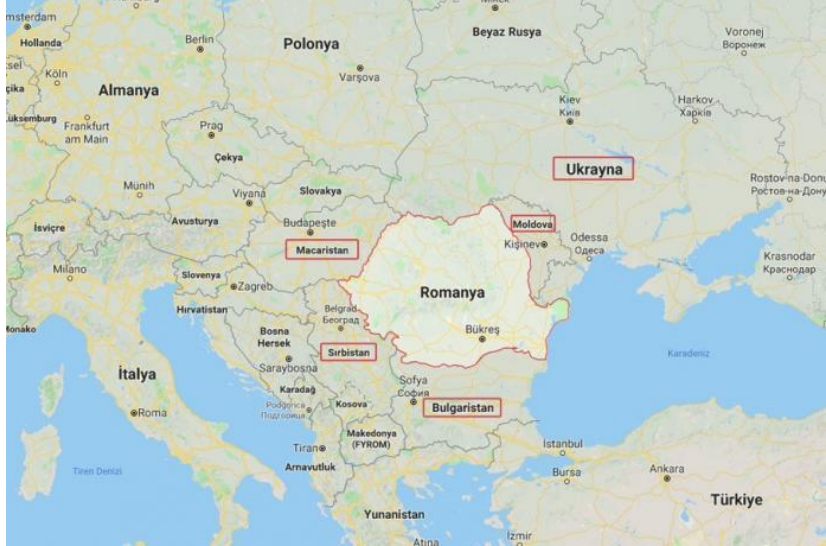 msterdam
Hollanda
Berlin
Polonya
Varşova
Beyaz Rusya
Voronej
Воронеж
Köln
Almanya
Frankfurt
am Main
Prag
Çekya
Kiev
Київ
Harkov
Харків
Ukrayna
Münih
Viyana
Slovakya
Rostov-na-Donu
Ростов-на-Дону
İsviçre
Avusturya
Budapeşte
Macaristan
Moldova
Kişinev
Odessa
Одеса
Milano
Slovenya
Zagreb
Krasnodar
Краснодар
Hırvatistan
Romanya
Monako
Belgrad
Београд
Bosna
Hersek
Bükreş
Saraybosna
Sırbistan
Karadeniz
İtalya
Karadağ
Sofya
София
Podgorica
Подгорица
Kosova
Bulgaristan
Roma
Makedonya
(FYROM)
Tiran
Arnavutluk
İstanbul
Tiren Denizi
Bursa
Ankara
Türkiye
Yunanistan
Atina
İzmir